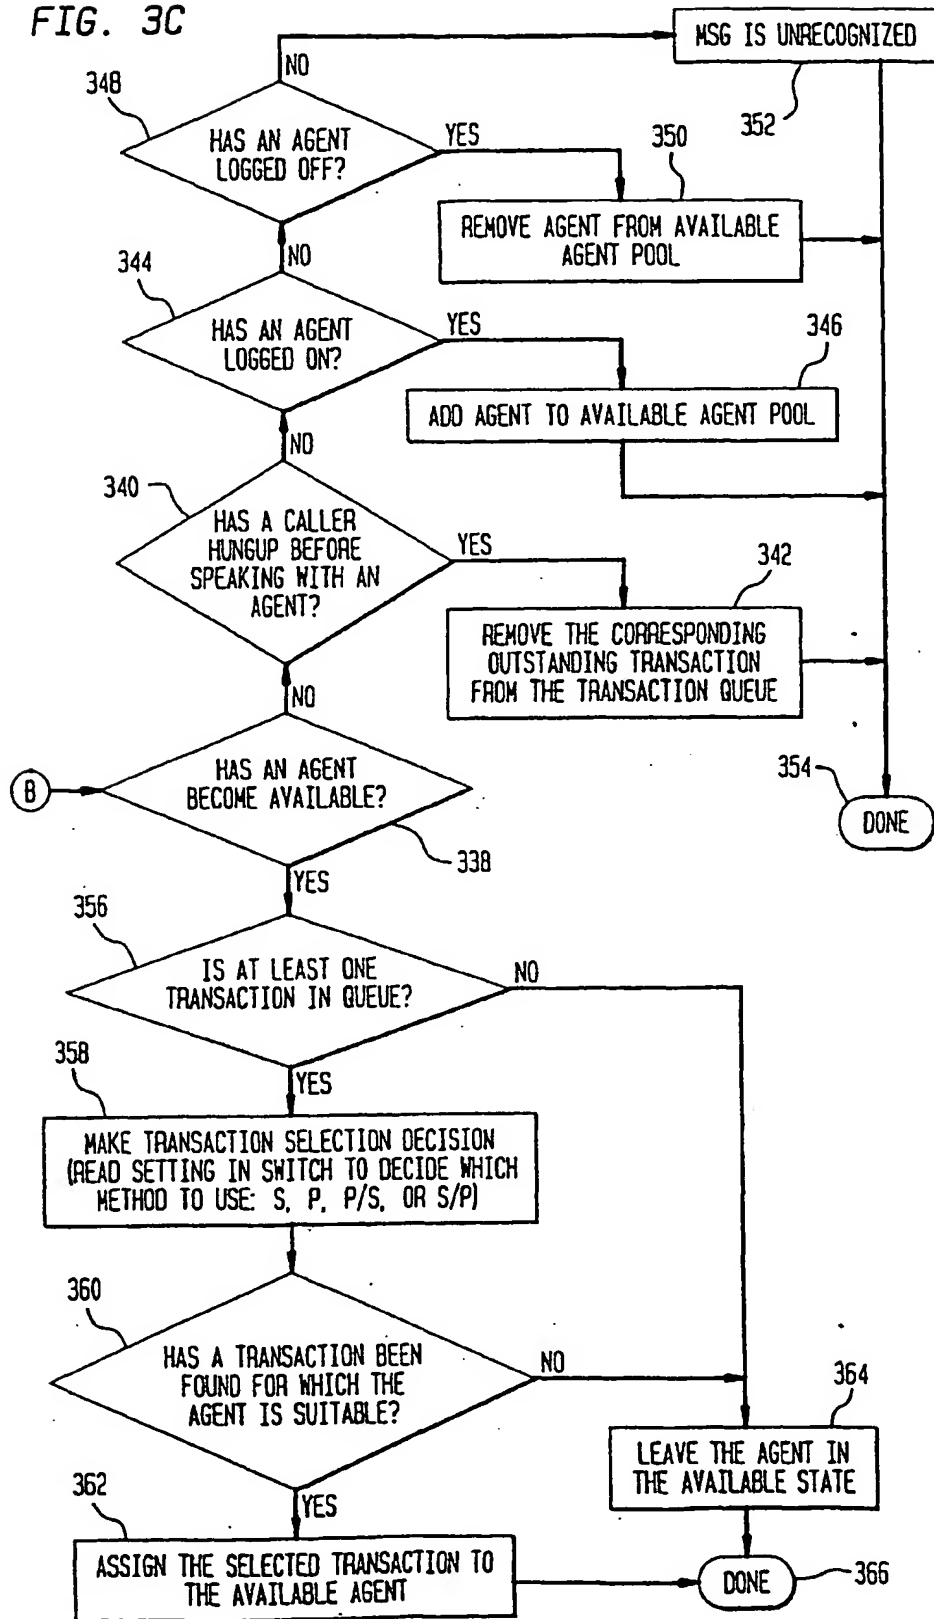 FIG. 3C
MSG IS UNRECOGNIZED
352
NO
348
HAS AN AGENT
LOGGED OFF?
YES
350
REMOVE AGENT FROM AVAILABLE
AGENT POOL
NO
344
HAS AN AGENT
LOGGED ON?
YES
346
ADD AGENT TO AVAILABLE AGENT POOL
NO
340
HAS A CALLER
HUNGUP BEFORE
SPEAKING WITH AN
AGENT?
YES
342
REMOVE THE CORRESPONDING
OUTSTANDING TRANSACTION
FROM THE TRANSACTION QUEUE
NO
B
HAS AN AGENT
BECOME AVAILABLE?
338
354
DONE
YES
356
IS AT LEAST ONE
TRANSACTION IN QUEUE?
NO
358
YES
MAKE TRANSACTION SELECTION DECISION
(READ SETTING IN SWITCH TO DECIDE WHICH
METHOD TO USE: S, P, P/S, OR S/P)
360
HAS A TRANSACTION BEEN
FOUND FOR WHICH THE
AGENT IS SUITABLE?
NO
364
LEAVE THE AGENT IN
THE AVAILABLE STATE
362
YES
ASSIGN THE SELECTED TRANSACTION TO
THE AVAILABLE AGENT
DONE
366